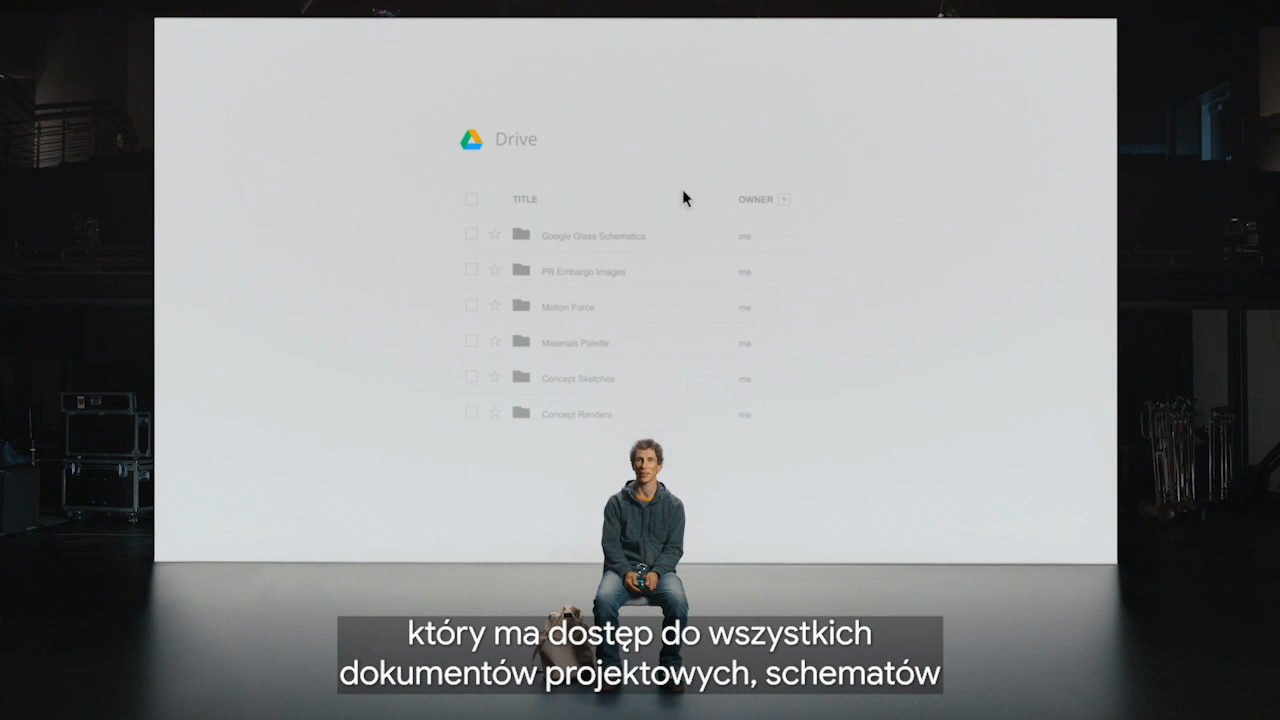 Drive
TITLE OWNER
Google Glass Schematics me
PR Embargo Images me
Motion Force me
Materials Palette me
Concept Sketches me
Concept Renders me
który ma dostęp do wszystkich
dokumentów projektowych, schematów